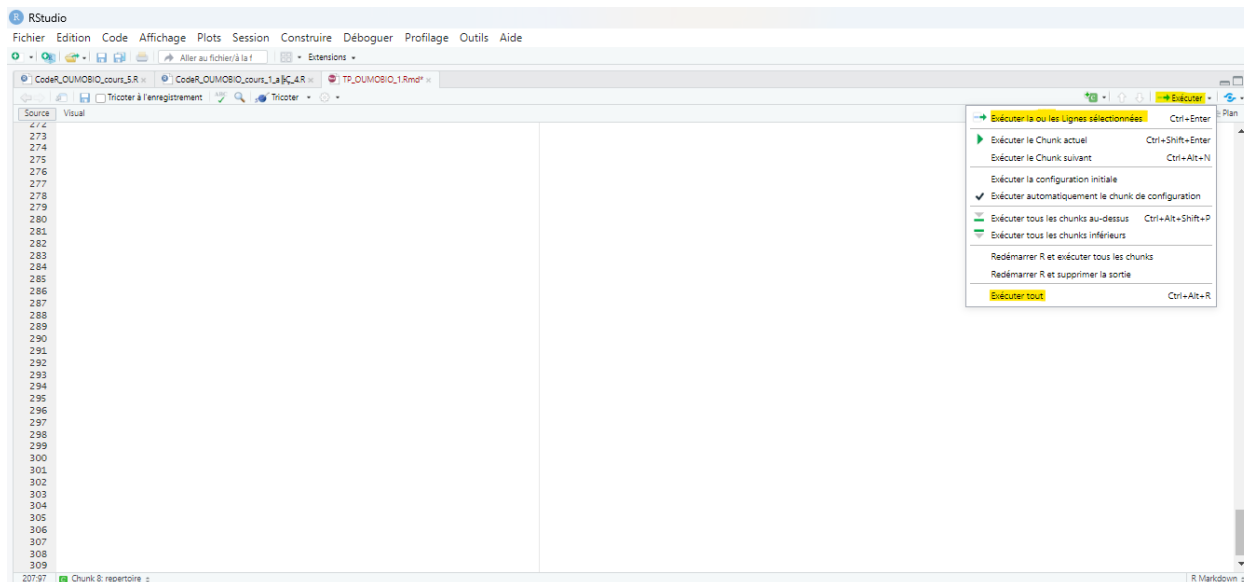 RStudio
Fichier Edition Code Affichage Plots Session Construire Déboguer Profilage Outils Aide
Aller au fichier/à la f Extensions
CodeR_OUMOBIO_cours_5.R CodeR_OUMOBIO_cours_1_a TP_OUMOBIO_1.Rmd*
Tricoter à l'enregistrement ABC Tricoter Exécuter
Source Visual Plan
Exécuter la ou les Lignes sélectionnées Ctrl+Enter
Exécuter le Chunk actuel Ctrl+Shift+Enter
Exécuter le Chunk suivant Ctrl+Alt+N
Exécuter la configuration initiale
Exécuter automatiquement le chunk de configuration
Exécuter tous les chunks au-dessus Ctrl+Alt+Shift+P
Exécuter tous les chunks inférieurs
Redémarrer R et exécuter tous les chunks
Redémarrer R et supprimer la sortie
Exécuter tout Ctrl+Alt+R
272
273
274
275
276
277
278
279
280
281
282
283
284
285
286
287
288
289
290
291
292
293
294
295
296
297
298
299
300
301
302
303
304
305
306
307
308
309
207:97 Chunk 8: repertoire R Markdown